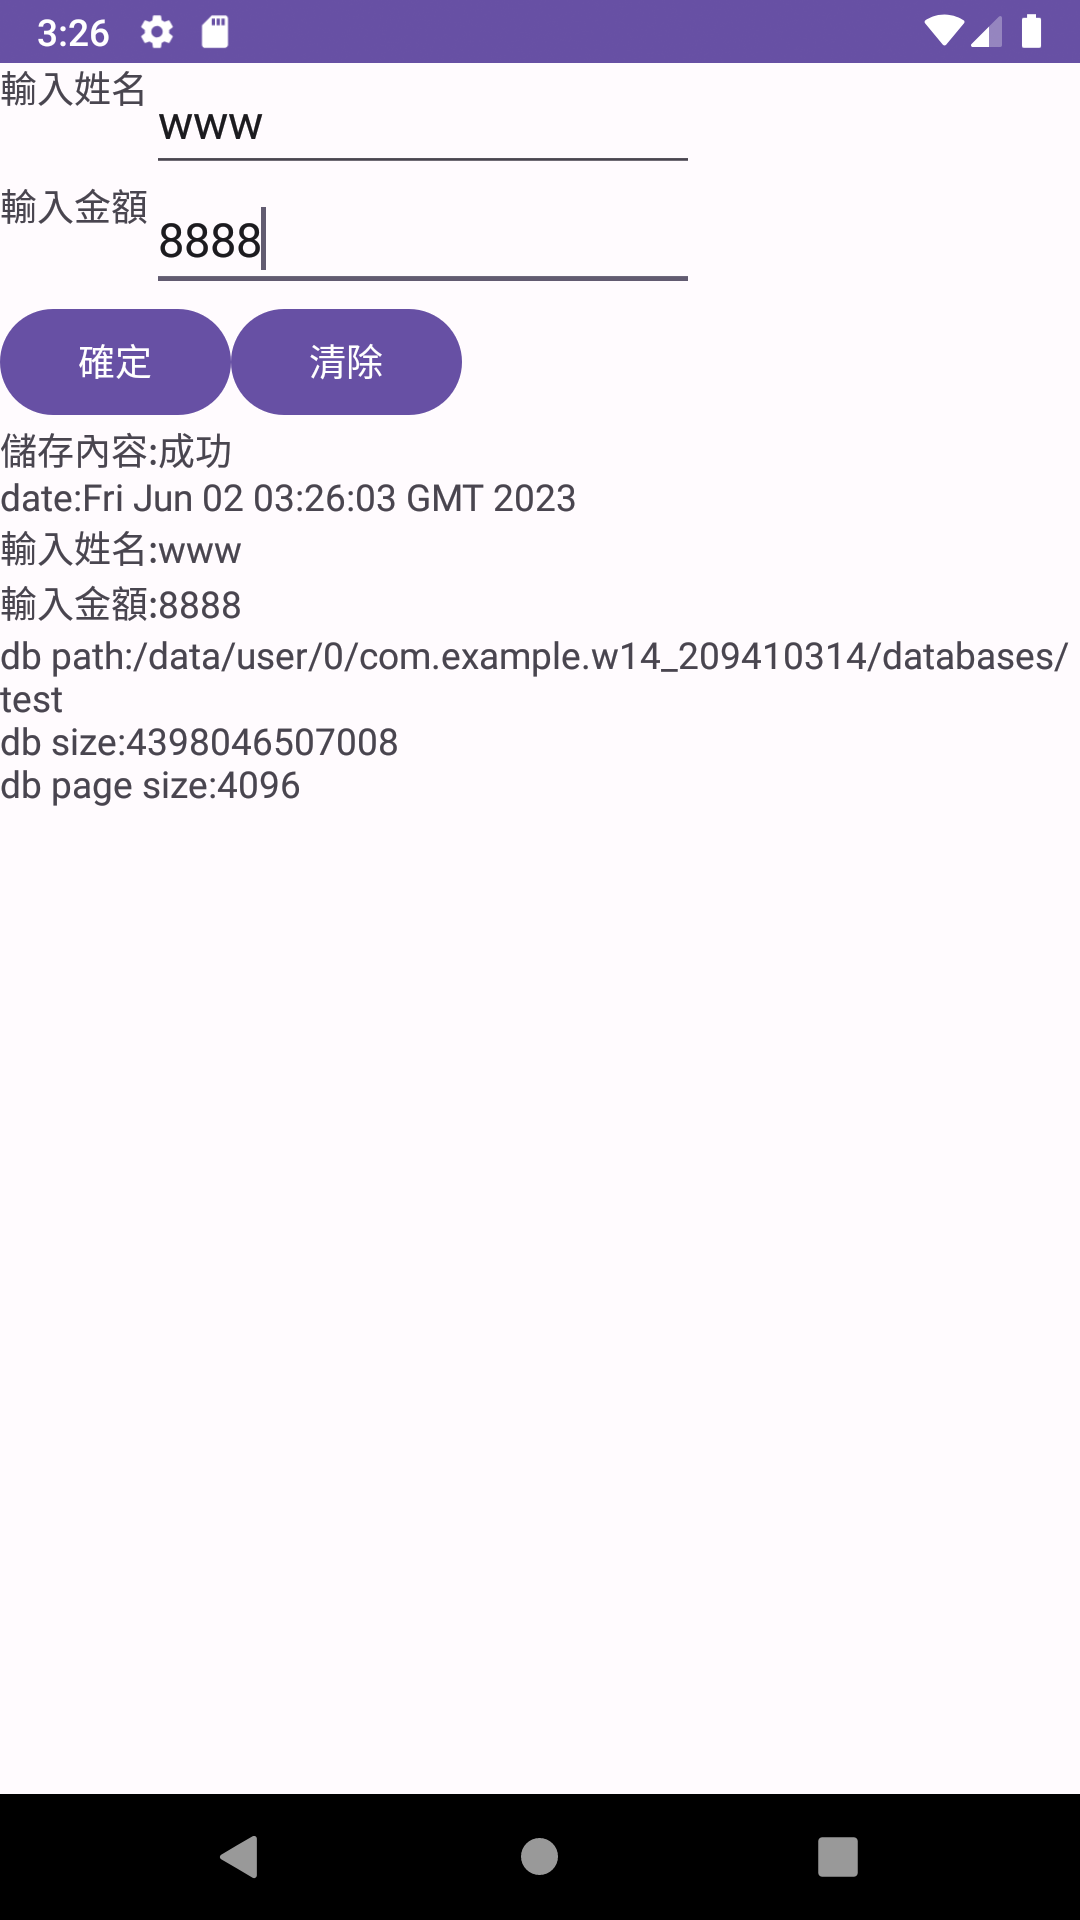 3:26
輸入姓名
www
輸入金額
8888
確定 清除
儲存內容:成功
date:Fri Jun 02 03:26:03 GMT 2023
輸入姓名:www
輸入金額:8888
db path:/data/user/0/com.example.w14_209410314/databases/
test
db size:4398046507008
db page size:4096